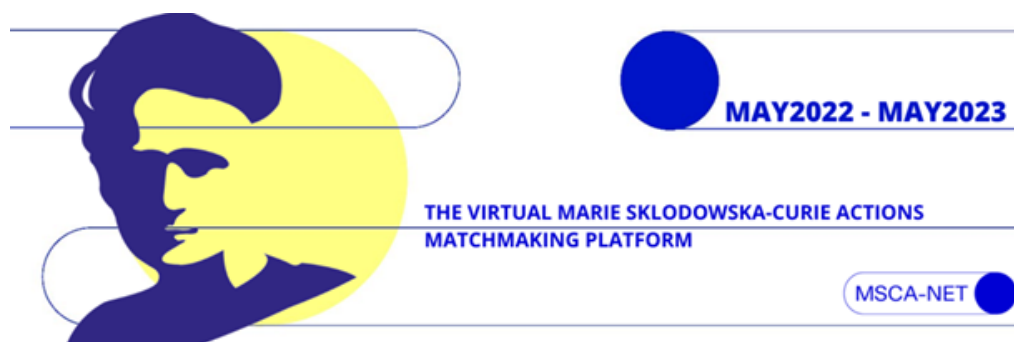 MAY2022 - MAY2023
THE VIRTUAL MARIE SKLODOWSKA-CURIE ACTIONS
MATCHMAKING PLATFORM
MSCA-NET